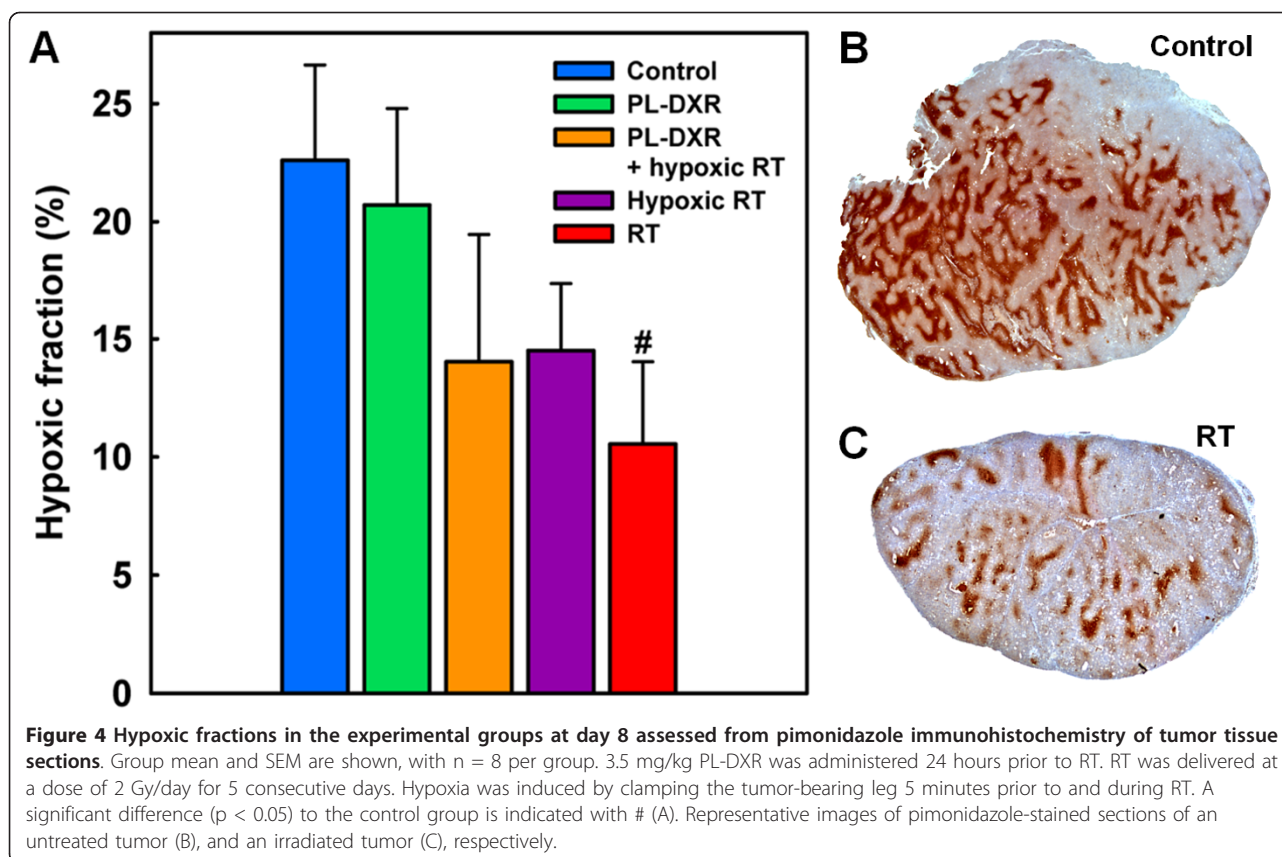 A
Hypoxic fraction (%)
25
20
15
10
5
0
Control
PL-DXR
PL-DXR
+ hypoxic RT
Hypoxic RT
RT
#
B
Control
C
RT
Figure 4 Hypoxic fractions in the experimental groups at day 8 assessed from pimonidazole immunohistochemistry of tumor tissue
sections. Group mean and SEM are shown, with n = 8 per group. 3.5 mg/kg PL-DXR was administered 24 hours prior to RT. RT was delivered at
a dose of 2 Gy/day for 5 consecutive days. Hypoxia was induced by clamping the tumor-bearing leg 5 minutes prior to and during RT. A
significant difference (p < 0.05) to the control group is indicated with # (A). Representative images of pimonidazole-stained sections of an
untreated tumor (B), and an irradiated tumor (C), respectively.